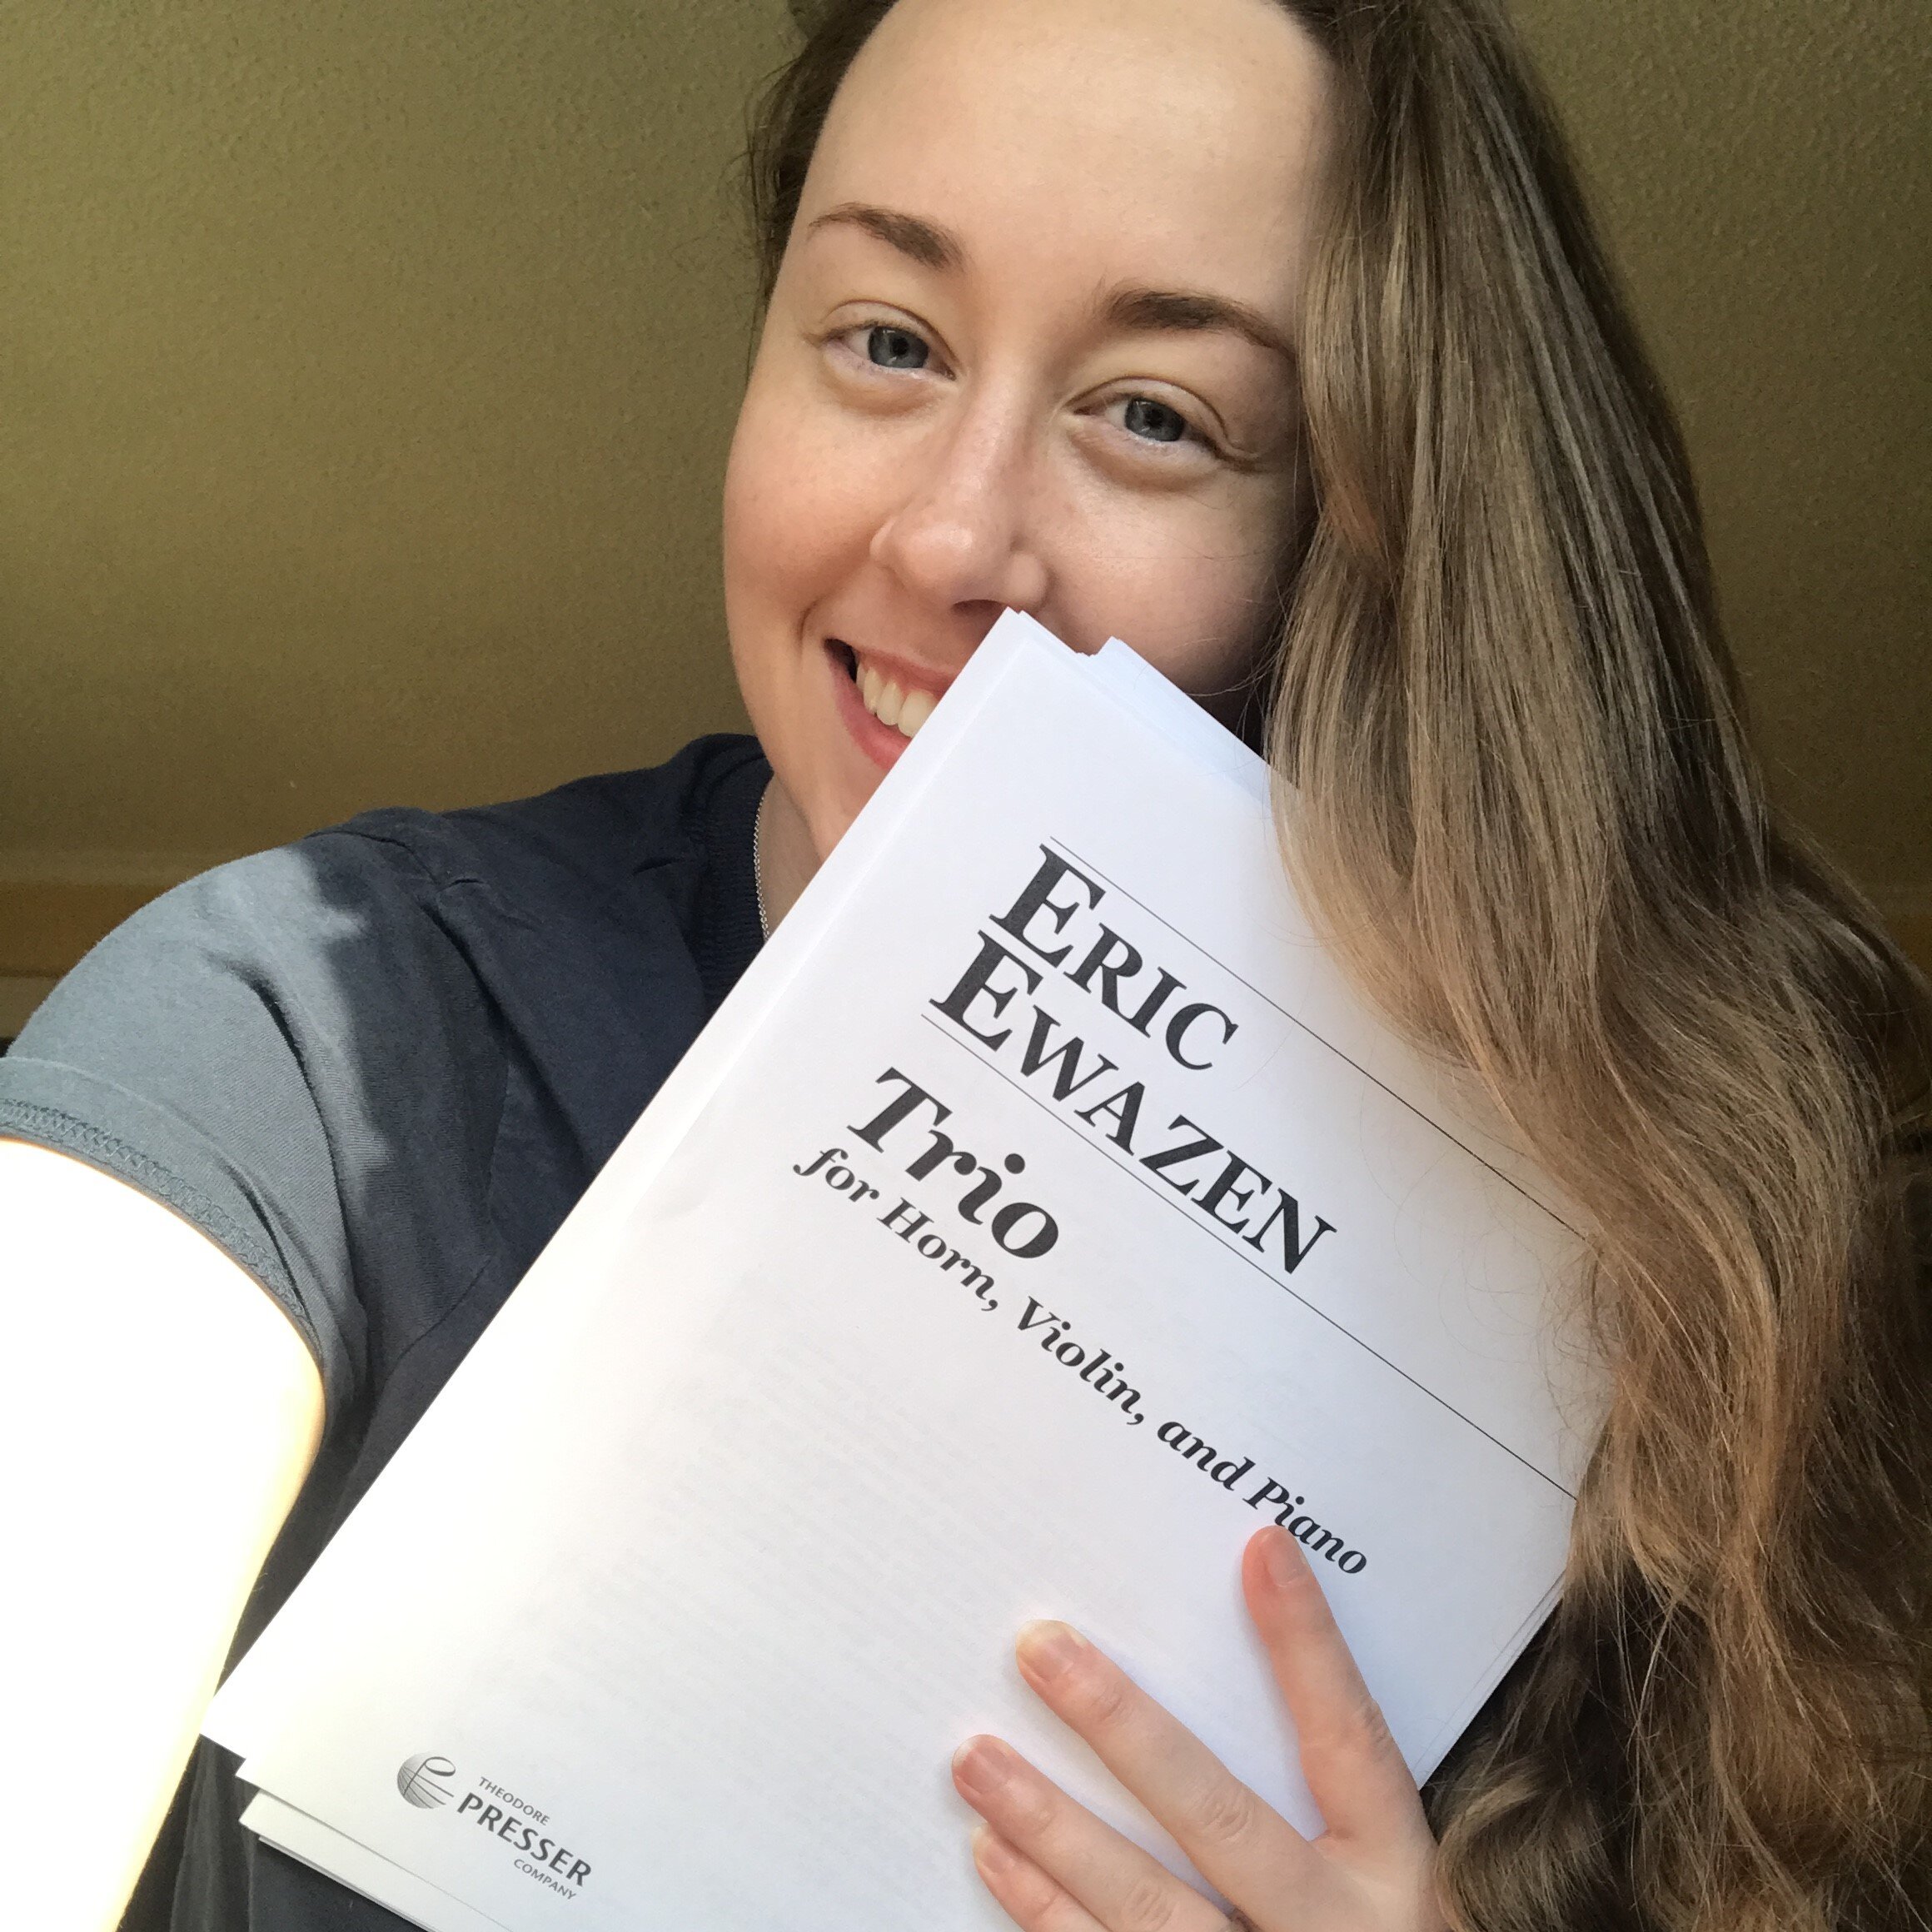 ERIC
EWAZEN
Trio
for Horn, Violin, and Piano
THEODORE
PRESSER
COMPANY